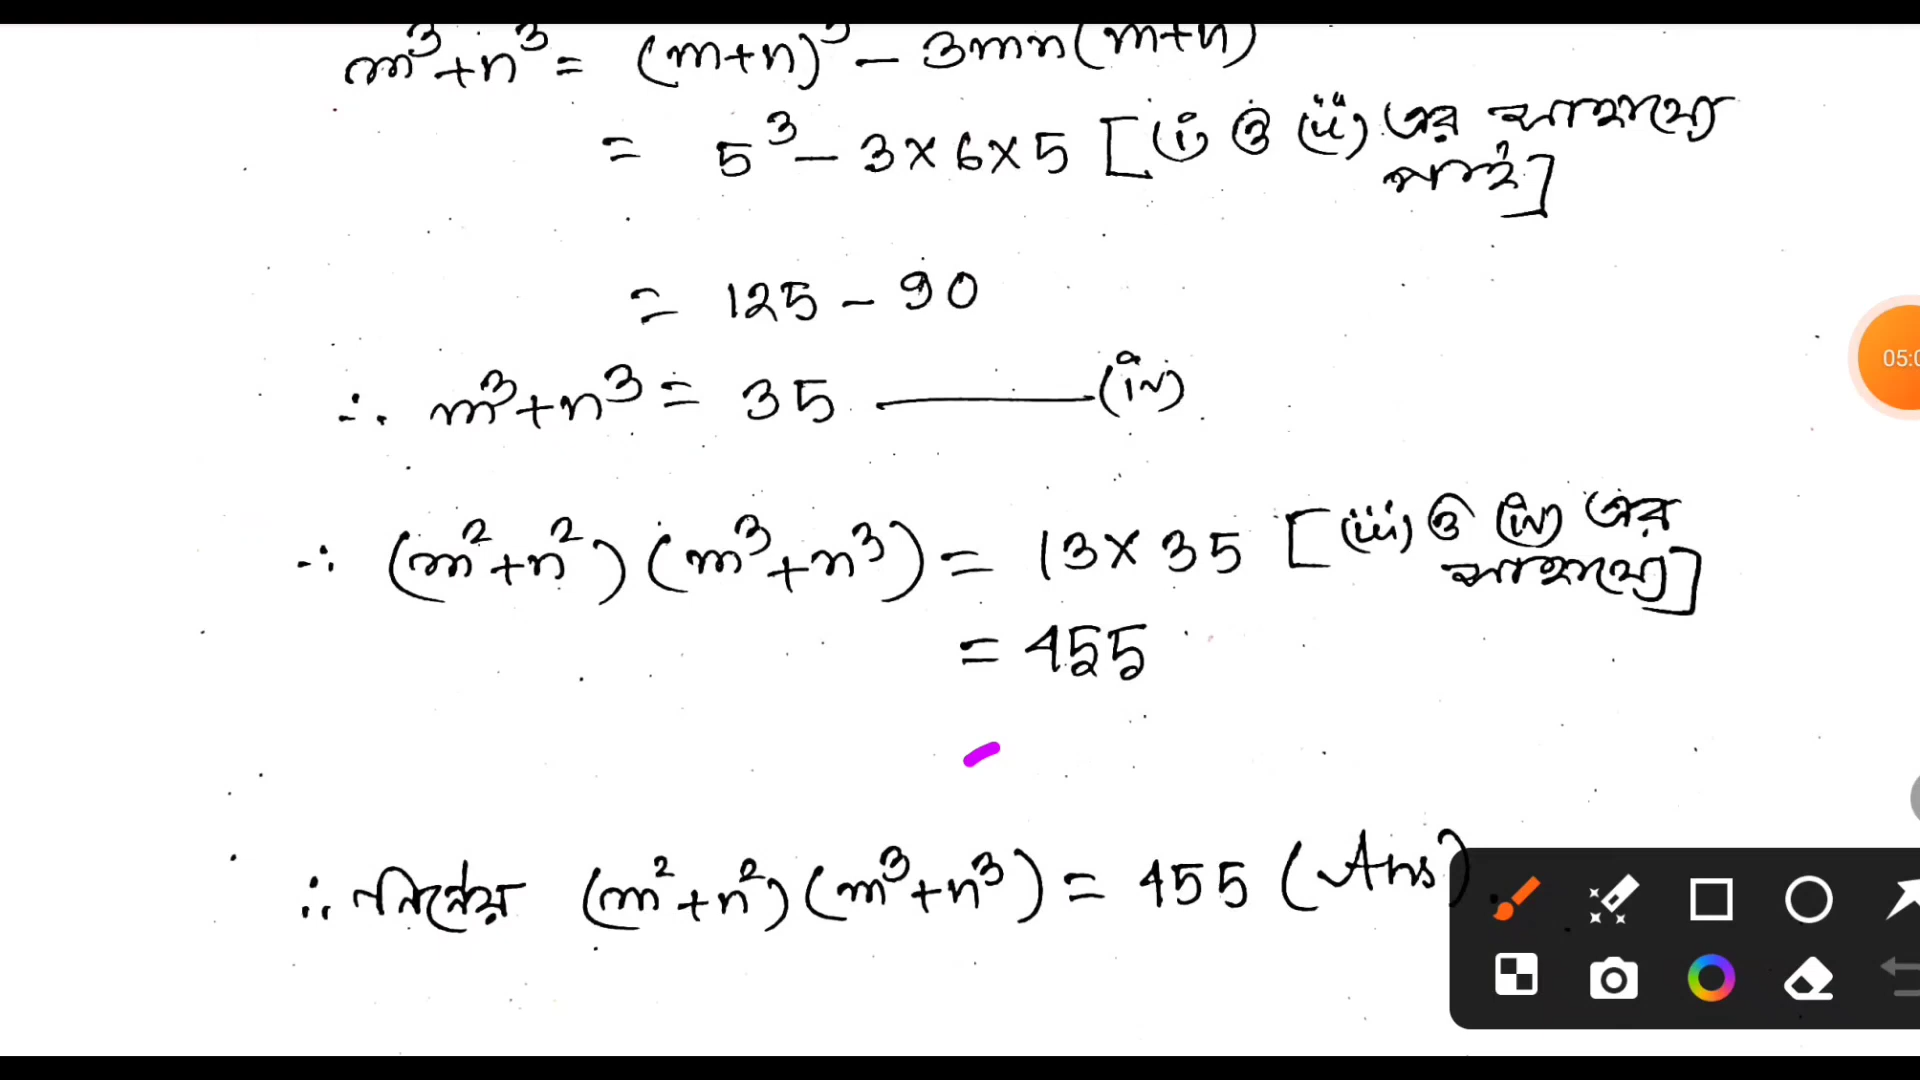 m³+n³ = (m+n)³ – 3mn(m+n)
= 5³ – 3×6×5 [(i) ও (ii) এর সাহায্যে
পাই]
= 125 – 90
∴ m³+n³ = 35 ———(iv)
∴ (m²+n²)(m³+n³) = 13×35 [(iii) ও (iv) এর
সাহায্যে]
= 455
∴ নির্ণেয় (m²+n²)(m³+n³) = 455 (Ans).
05:0